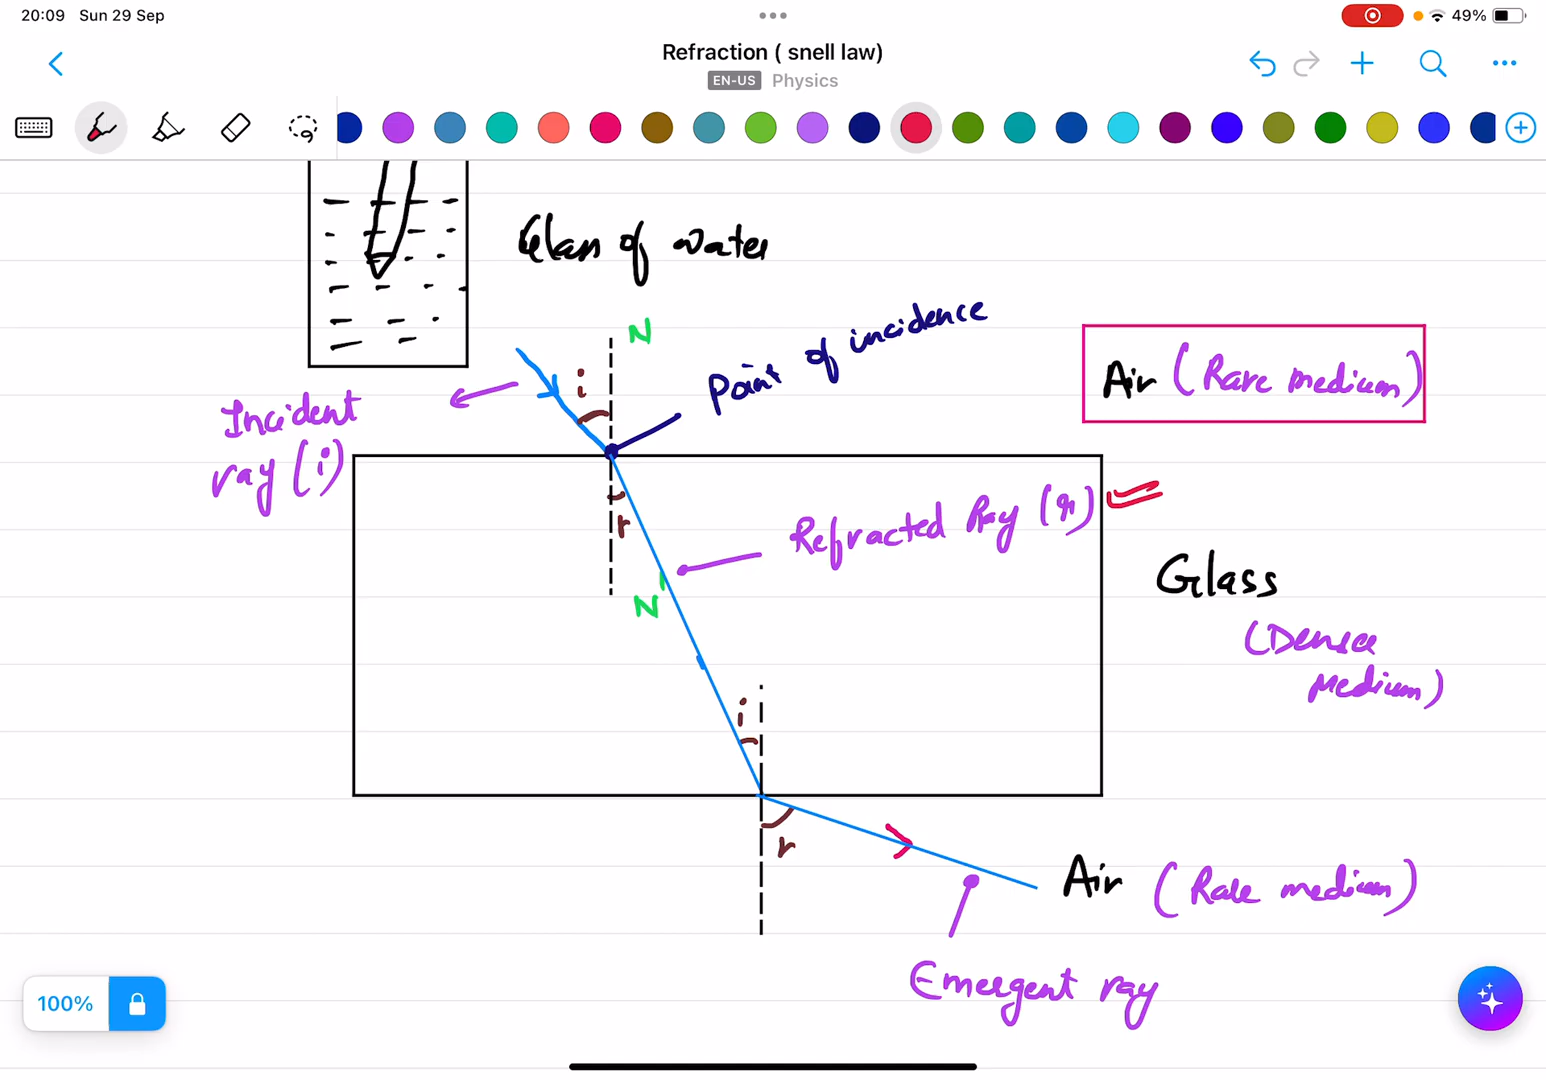 20:09 Sun 29 Sep
49%
Refraction ( snell law)
EN-US Physics
Glass of water
N
Point of incidence
i
Air (Rare medium)
Incident
ray (i)
Refracted Ray (r)
r
N
Glass
(Denser
Medium)
i
r
Air (Rare medium)
Emergent ray
100%